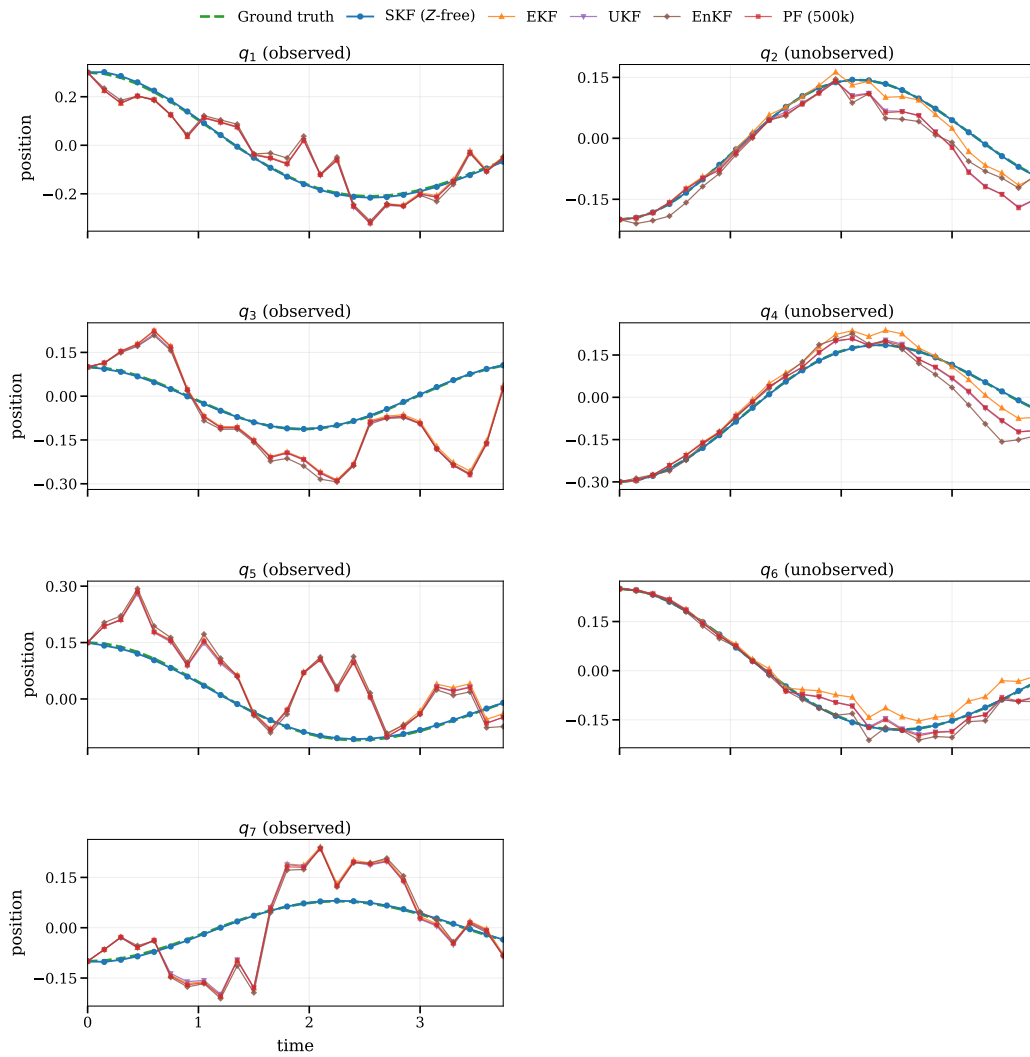 Ground truth SKF (Z-free) EKF UKF EnKF PF (500k)
q₁ (observed)
q₂ (unobserved)
position
0.2
0.0
−0.2
0.15
0.00
−0.15
q₃ (observed)
q₄ (unobserved)
position
0.15
0.00
−0.15
−0.30
0.15
0.00
−0.15
−0.30
q₅ (observed)
q₆ (unobserved)
position
0.30
0.15
0.00
0.15
0.00
−0.15
q₇ (observed)
position
0.15
0.00
−0.15
0 1 2 3
time